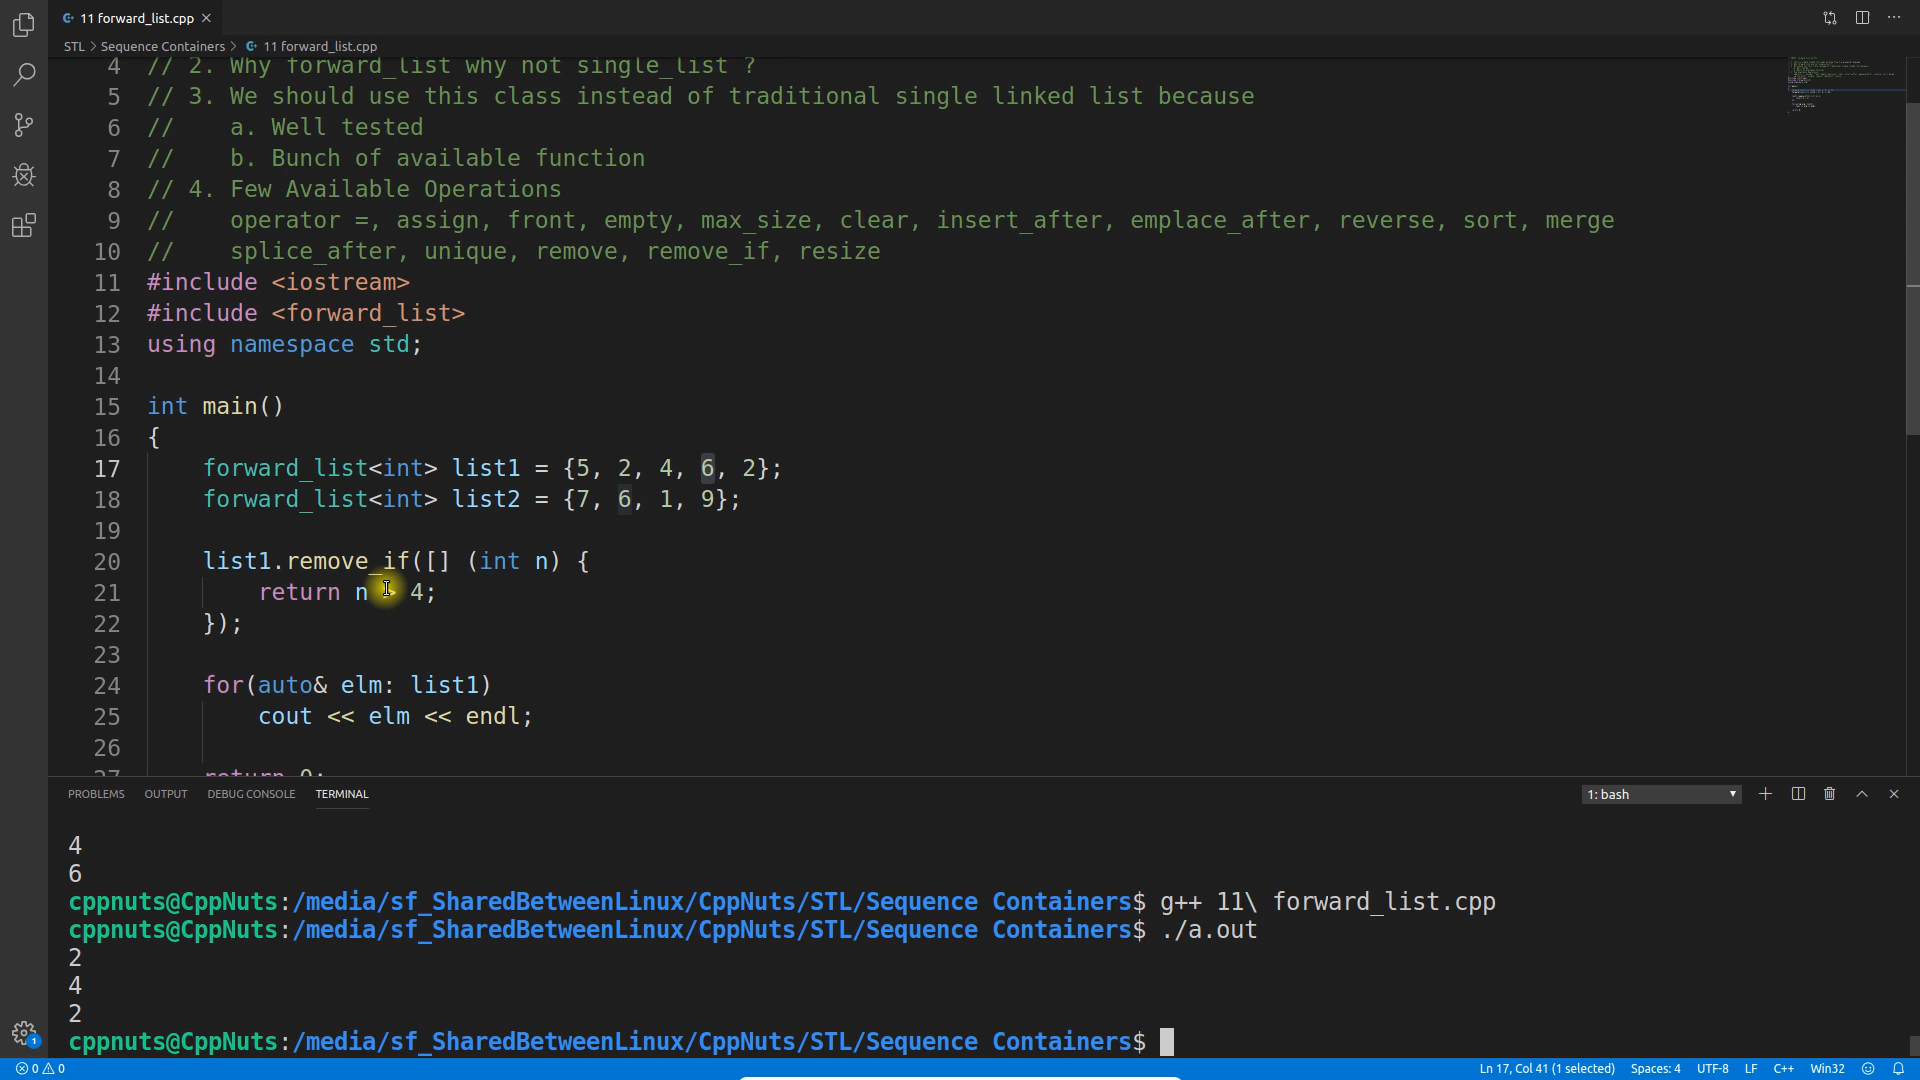 11 forward_list.cpp
STL > Sequence Containers > 11 forward_list.cpp
4 // 2. Why forward_list why not single_list ?
5 // 3. We should use this class instead of traditional single linked list because
6 // a. Well tested
7 // b. Bunch of available function
8 // 4. Few Available Operations
9 // operator =, assign, front, empty, max_size, clear, insert_after, emplace_after, reverse, sort, merge
10 // splice_after, unique, remove, remove_if, resize
11 #include <iostream>
12 #include <forward_list>
13 using namespace std;
14
15 int main()
16 {
17 forward_list<int> list1 = {5, 2, 4, 6, 2};
18 forward_list<int> list2 = {7, 6, 1, 9};
19
20 list1.remove_if([] (int n) {
21 return n > 4;
22 });
23
24 for(auto& elm: list1)
25 cout << elm << endl;
26
27 return 0;
PROBLEMS OUTPUT DEBUG CONSOLE TERMINAL 1: bash
4
6
cppnuts@CppNuts:/media/sf_SharedBetweenLinux/CppNuts/STL/Sequence Containers$ g++ 11\ forward_list.cpp
cppnuts@CppNuts:/media/sf_SharedBetweenLinux/CppNuts/STL/Sequence Containers$ ./a.out
2
4
2
cppnuts@CppNuts:/media/sf_SharedBetweenLinux/CppNuts/STL/Sequence Containers$
1
0 0 Ln 17, Col 41 (1 selected) Spaces: 4 UTF-8 LF C++ Win32